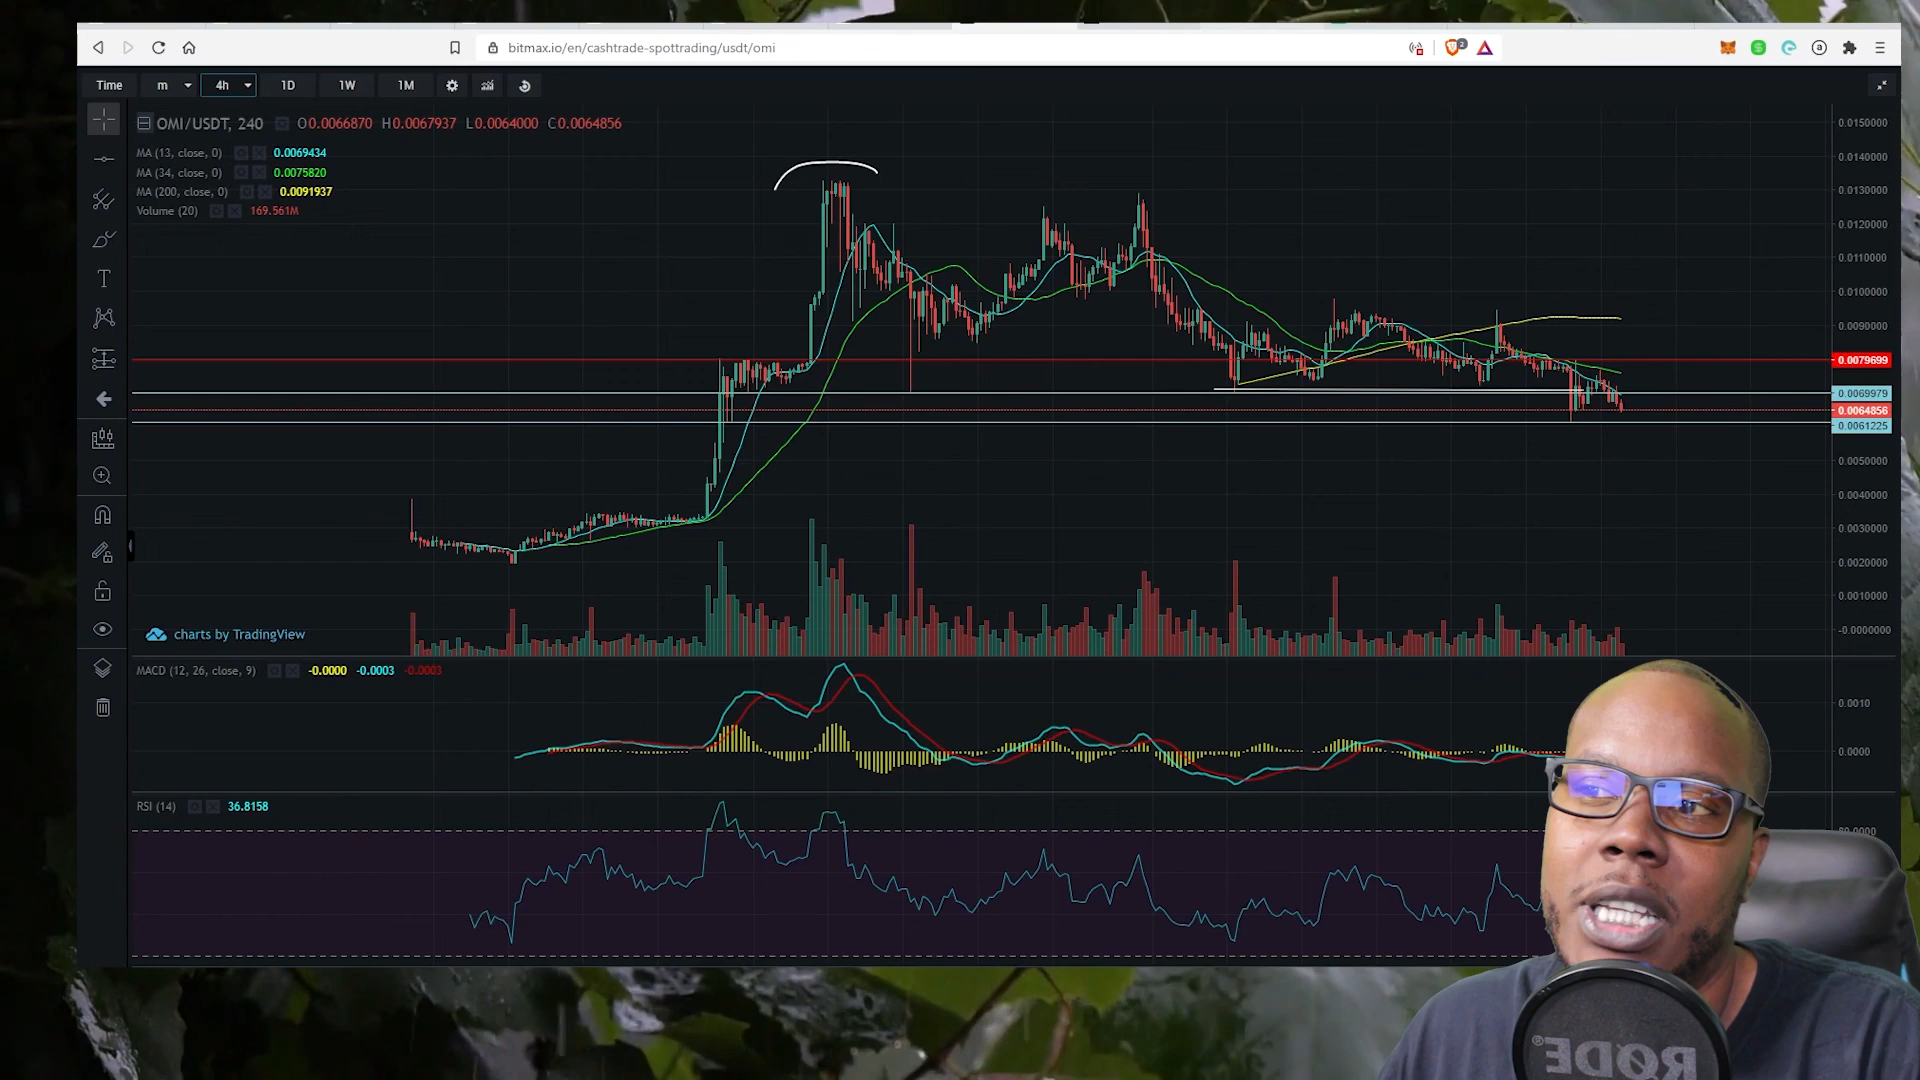 bitmax.io/en/cashtrade-spottrading/usdt/omi
2
a
Time m 4h 1D 1W 1M
OMI/USDT, 240 O0.0066870 H0.0067937 L0.0064000 C0.0064856
MA (13, close, 0) 0.0069434
MA (34, close, 0) 0.0075820
MA (200, close, 0) 0.0091937
Volume (20) 169.561M
T
0.0150000
0.0140000
0.0130000
0.0120000
0.0110000
0.0100000
0.0090000
0.0079699
0.0069979
0.0064856
0.0061225
0.0050000
0.0040000
0.0030000
0.0020000
0.0010000
-0.0000000
charts by TradingView
MACD (12, 26, close, 9) -0.0000 -0.0003 -0.0003
0.0010
0.0000
RSI (14) 36.8158
80.0000
RØDE